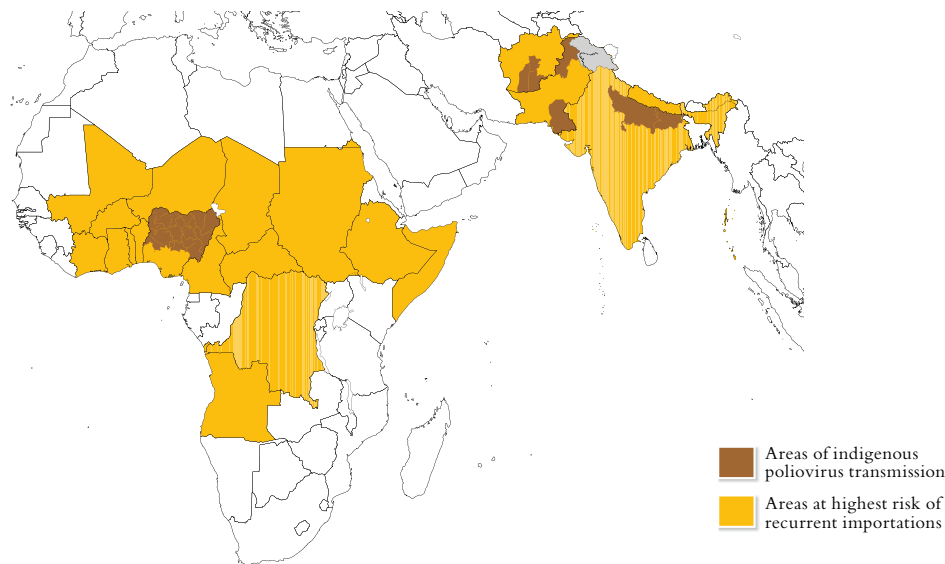 Areas of indigenous
poliovirus transmission
Areas at highest risk of
recurrent importations